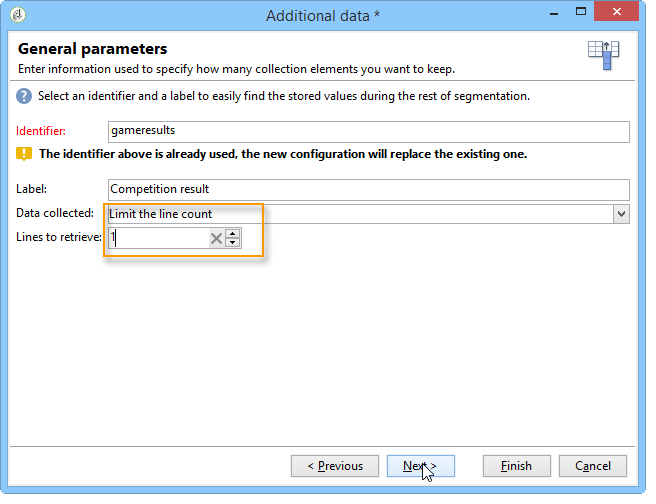 Additional data *
General parameters
Enter information used to specify how many collection elements you want to keep.
? Select an identifier and a label to easily find the stored values during the rest of segmentation.
Identifier: gameresults
! The identifier above is already used, the new configuration will replace the existing one.
Label: Competition result
Data collected: Limit the line count
Lines to retrieve: 1
< Previous Next > Finish Cancel